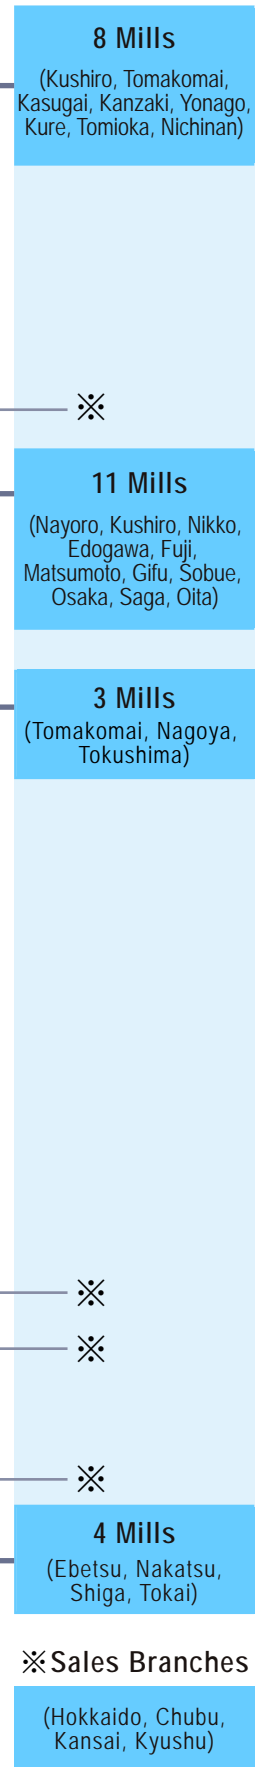 8 Mills
(Kushiro, Tomakomai,
Kasugai, Kanzaki, Yonago,
Kure, Tomioka, Nichinan)
※
11 Mills
(Nayoro, Kushiro, Nikko,
Edogawa, Fuji,
Matsumoto, Gifu, Sobue,
Osaka, Saga, Oita)
3 Mills
(Tomakomai, Nagoya,
Tokushima)
※
※
※
4 Mills
(Ebetsu, Nakatsu,
Shiga, Tokai)
※Sales Branches
(Hokkaido, Chubu,
Kansai, Kyushu)